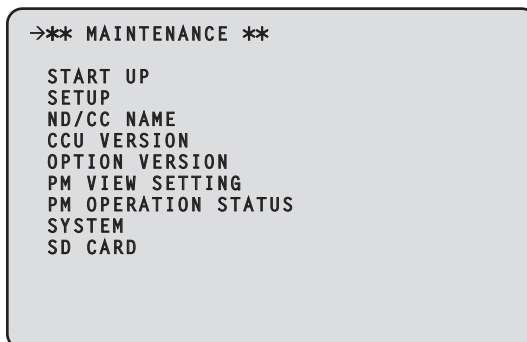 →** MAINTENANCE **
START UP
SETUP
ND/CC NAME
CCU VERSION
OPTION VERSION
PM VIEW SETTING
PM OPERATION STATUS
SYSTEM
SD CARD